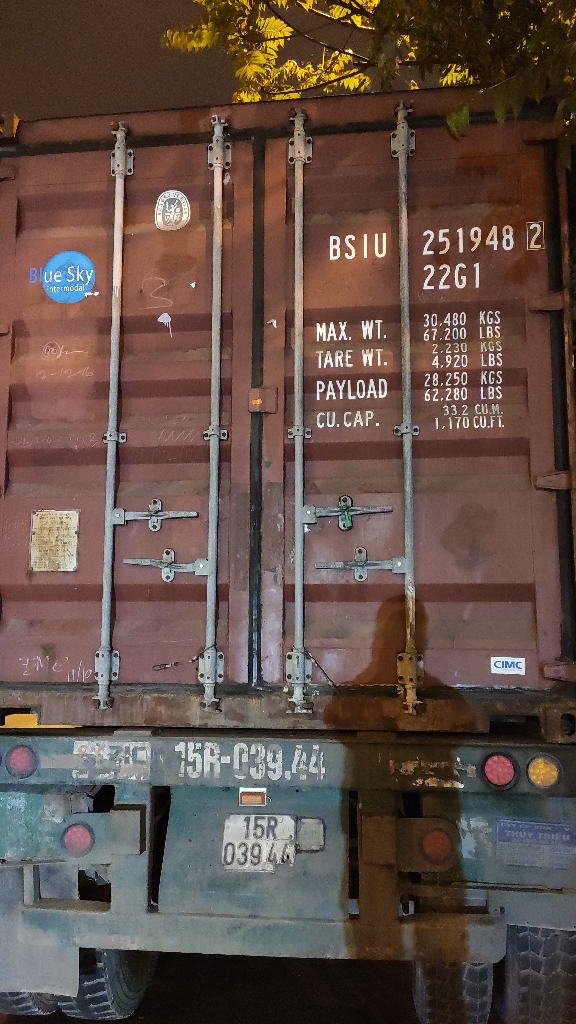 Blue Sky
intermodal
BSIU 251948 2
22G1
MAX. WT. 30.480 KGS
67.200 LBS
TARE WT. 2.230 KGS
4,920 LBS
PAYLOAD 28.250 KGS
62.280 LBS
CU.CAP. 33,2 CU.M.
1.170 CU.FT.
CIMC
15R-039.44
15R
039 44
THỦY TRIỀU